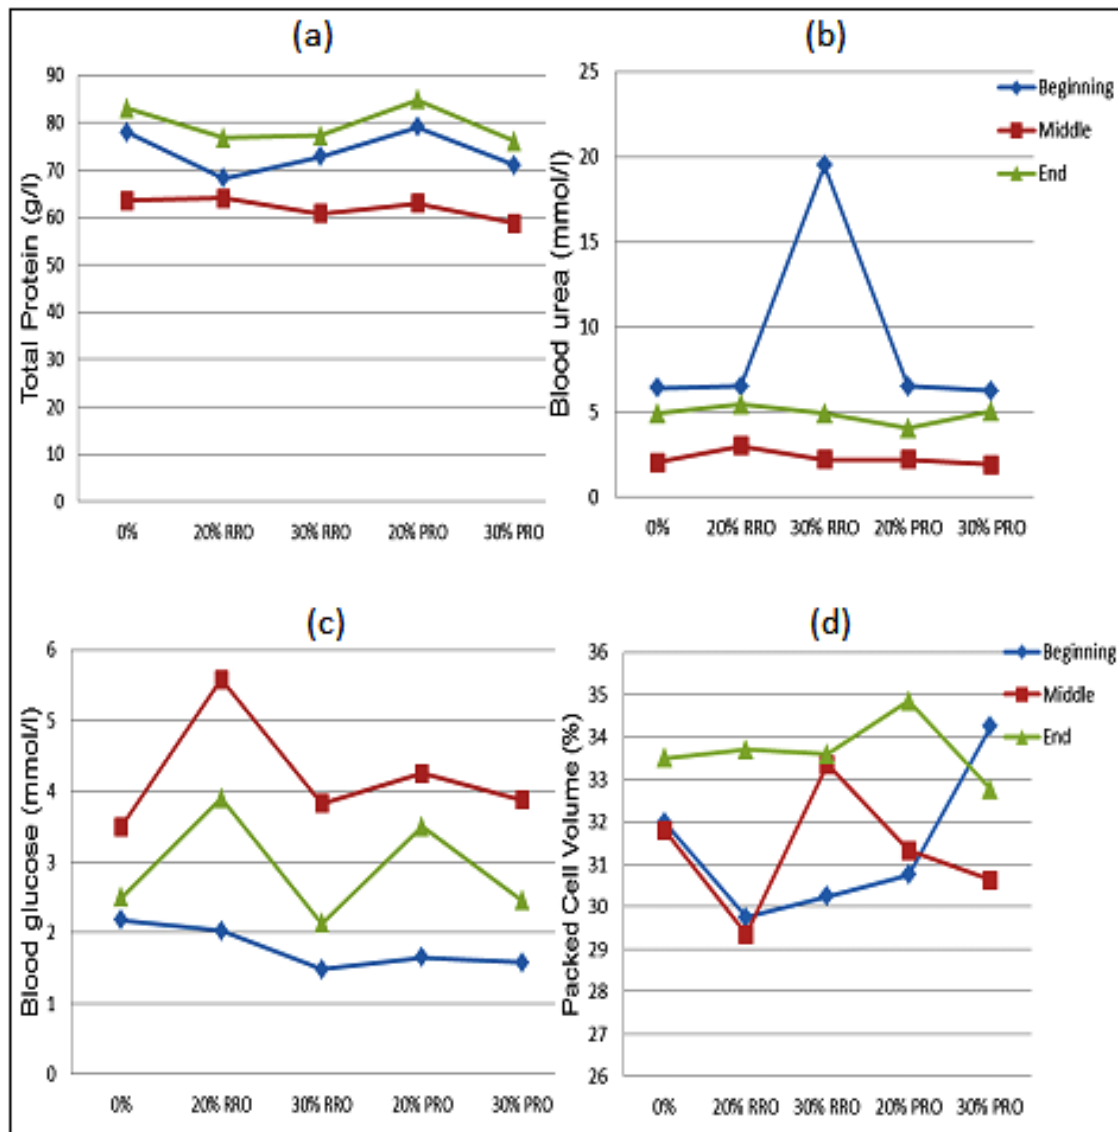 (a)
Total Protein (g/l)
90
80
70
60
50
40
30
20
10
0
0% 20% RRO 30% RRO 20% PRO 30% PRO
(b)
Blood urea (mmol/l)
25
20
15
10
5
0
0% 20% RRO 30% RRO 20% PRO 30% PRO
Beginning
Middle
End
(c)
Blood glucose (mmol/l)
6
5
4
3
2
1
0
0% 20% RRO 30% RRO 20% PRO 30% PRO
(d)
Packed Cell Volume (%)
36
35
34
33
32
31
30
29
28
27
26
0% 20% RRO 30% RRO 20% PRO 30% PRO
Beginning
Middle
End